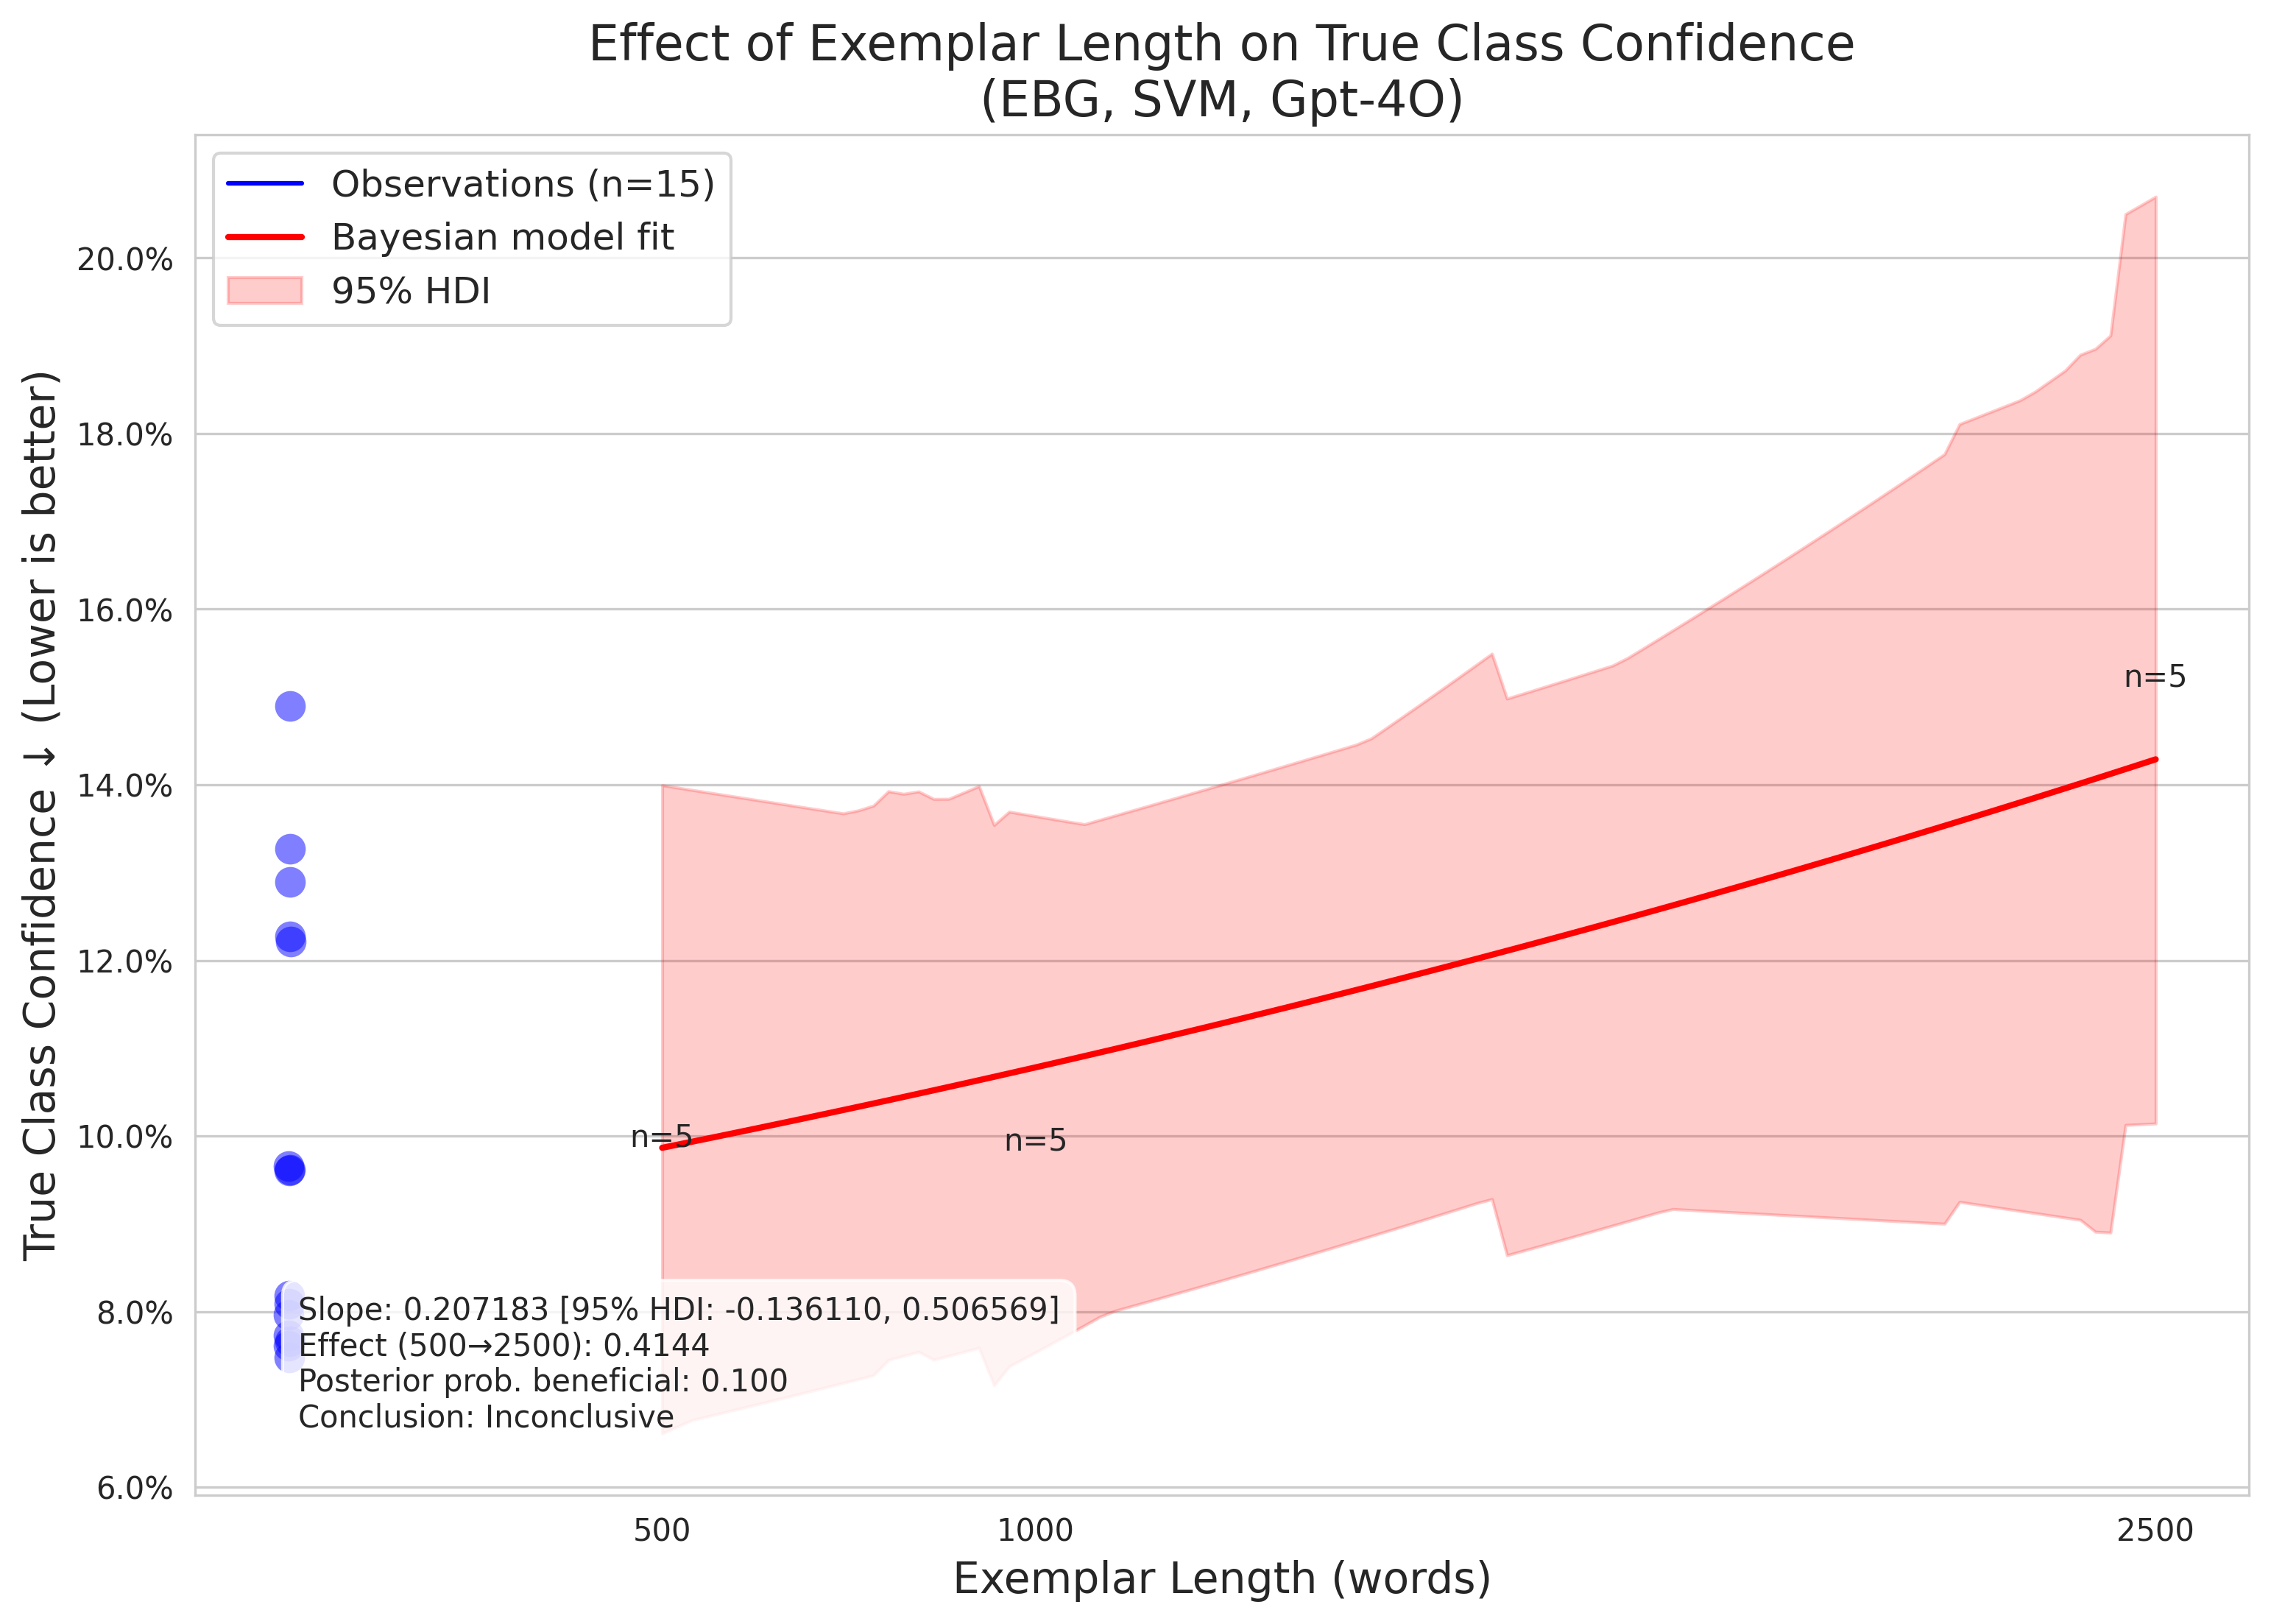 Effect of Exemplar Length on True Class Confidence
(EBG, SVM, Gpt-4O)
Observations (n=15)
Bayesian model fit
95% HDI
True Class Confidence ↓ (Lower is better)
20.0%
18.0%
16.0%
14.0%
12.0%
10.0%
8.0%
6.0%
n=5
n=5
n=5
Slope: 0.207183 [95% HDI: -0.136110, 0.506569]
Effect (500→2500): 0.4144
Posterior prob. beneficial: 0.100
Conclusion: Inconclusive
500
1000
2500
Exemplar Length (words)